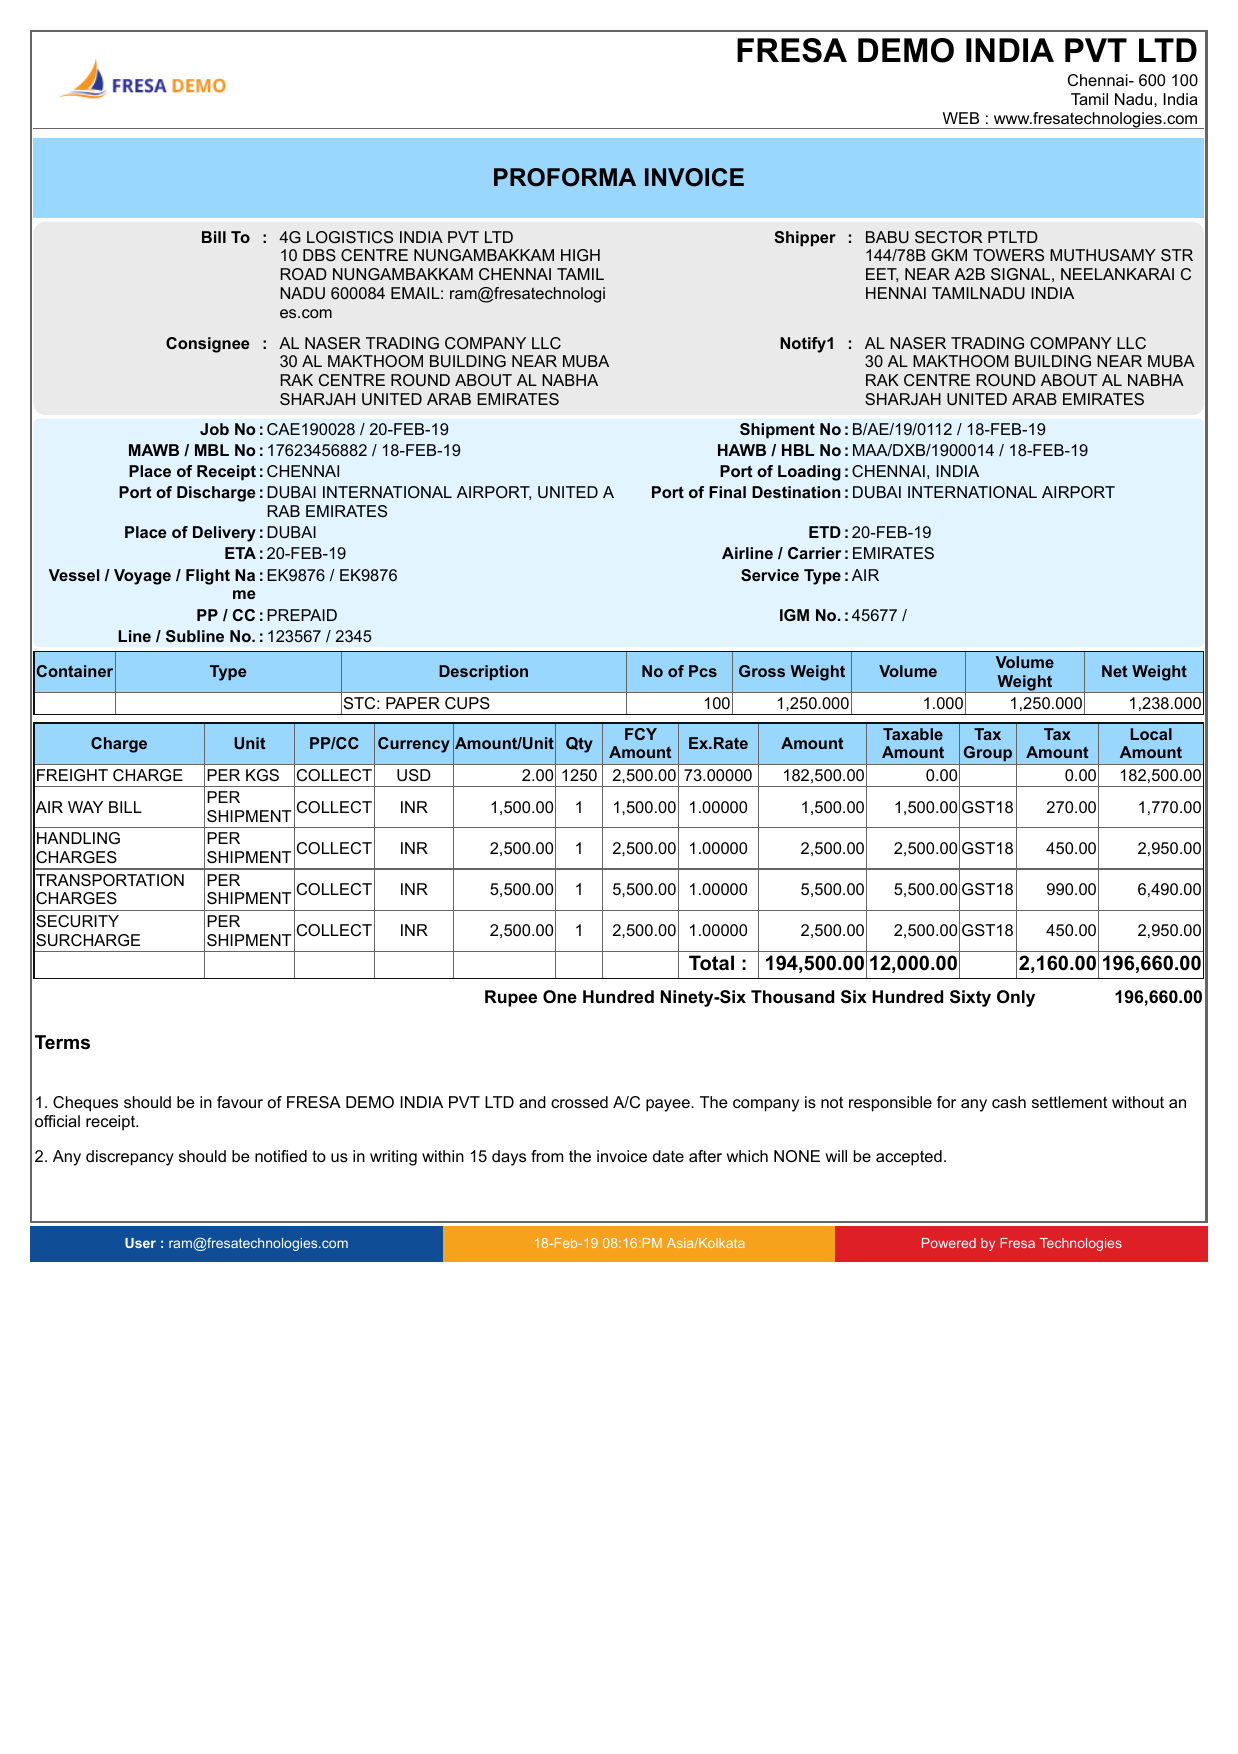 FRESA DEMO
FRESA DEMO INDIA PVT LTD
Chennai- 600 100
Tamil Nadu, India
WEB : www.fresatechnologies.com
PROFORMA INVOICE
Bill To : 4G LOGISTICS INDIA PVT LTD
10 DBS CENTRE NUNGAMBAKKAM HIGH
ROAD NUNGAMBAKKAM CHENNAI TAMIL
NADU 600084 EMAIL: ram@fresatechnologi
es.com
Shipper : BABU SECTOR PTLTD
144/78B GKM TOWERS MUTHUSAMY STR
EET, NEAR A2B SIGNAL, NEELANKARAI C
HENNAI TAMILNADU INDIA
Consignee : AL NASER TRADING COMPANY LLC
30 AL MAKTHOOM BUILDING NEAR MUBA
RAK CENTRE ROUND ABOUT AL NABHA
SHARJAH UNITED ARAB EMIRATES
Notify1 : AL NASER TRADING COMPANY LLC
30 AL MAKTHOOM BUILDING NEAR MUBA
RAK CENTRE ROUND ABOUT AL NABHA
SHARJAH UNITED ARAB EMIRATES
Job No : CAE190028 / 20-FEB-19 Shipment No : B/AE/19/0112 / 18-FEB-19
MAWB / MBL No : 17623456882 / 18-FEB-19 HAWB / HBL No : MAA/DXB/1900014 / 18-FEB-19
Place of Receipt : CHENNAI Port of Loading : CHENNAI, INDIA
Port of Discharge : DUBAI INTERNATIONAL AIRPORT, UNITED A Port of Final Destination : DUBAI INTERNATIONAL AIRPORT
RAB EMIRATES
Place of Delivery : DUBAI ETD : 20-FEB-19
ETA : 20-FEB-19 Airline / Carrier : EMIRATES
Vessel / Voyage / Flight Na : EK9876 / EK9876 Service Type : AIR
me
PP / CC : PREPAID IGM No. : 45677 /
Line / Subline No. : 123567 / 2345
Container Type Description No of Pcs Gross Weight Volume Volume Weight Net Weight
STC: PAPER CUPS 100 1,250.000 1.000 1,250.000 1,238.000
Charge Unit PP/CC Currency Amount/Unit Qty FCY Amount Ex.Rate Amount Taxable Amount Tax Group Tax Amount Local Amount
FREIGHT CHARGE PER KGS COLLECT USD 2.00 1250 2,500.00 73.00000 182,500.00 0.00 0.00 182,500.00
AIR WAY BILL PER SHIPMENT COLLECT INR 1,500.00 1 1,500.00 1.00000 1,500.00 1,500.00 GST18 270.00 1,770.00
HANDLING CHARGES PER SHIPMENT COLLECT INR 2,500.00 1 2,500.00 1.00000 2,500.00 2,500.00 GST18 450.00 2,950.00
TRANSPORTATION CHARGES PER SHIPMENT COLLECT INR 5,500.00 1 5,500.00 1.00000 5,500.00 5,500.00 GST18 990.00 6,490.00
SECURITY SURCHARGE PER SHIPMENT COLLECT INR 2,500.00 1 2,500.00 1.00000 2,500.00 2,500.00 GST18 450.00 2,950.00
Total : 194,500.00 12,000.00 2,160.00 196,660.00
Rupee One Hundred Ninety-Six Thousand Six Hundred Sixty Only 196,660.00
Terms
1. Cheques should be in favour of FRESA DEMO INDIA PVT LTD and crossed A/C payee. The company is not responsible for any cash settlement without an
official receipt.
2. Any discrepancy should be notified to us in writing within 15 days from the invoice date after which NONE will be accepted.
User : ram@fresatechnologies.com 18-Feb-19 08:16:PM Asia/Kolkata Powered by Fresa Technologies